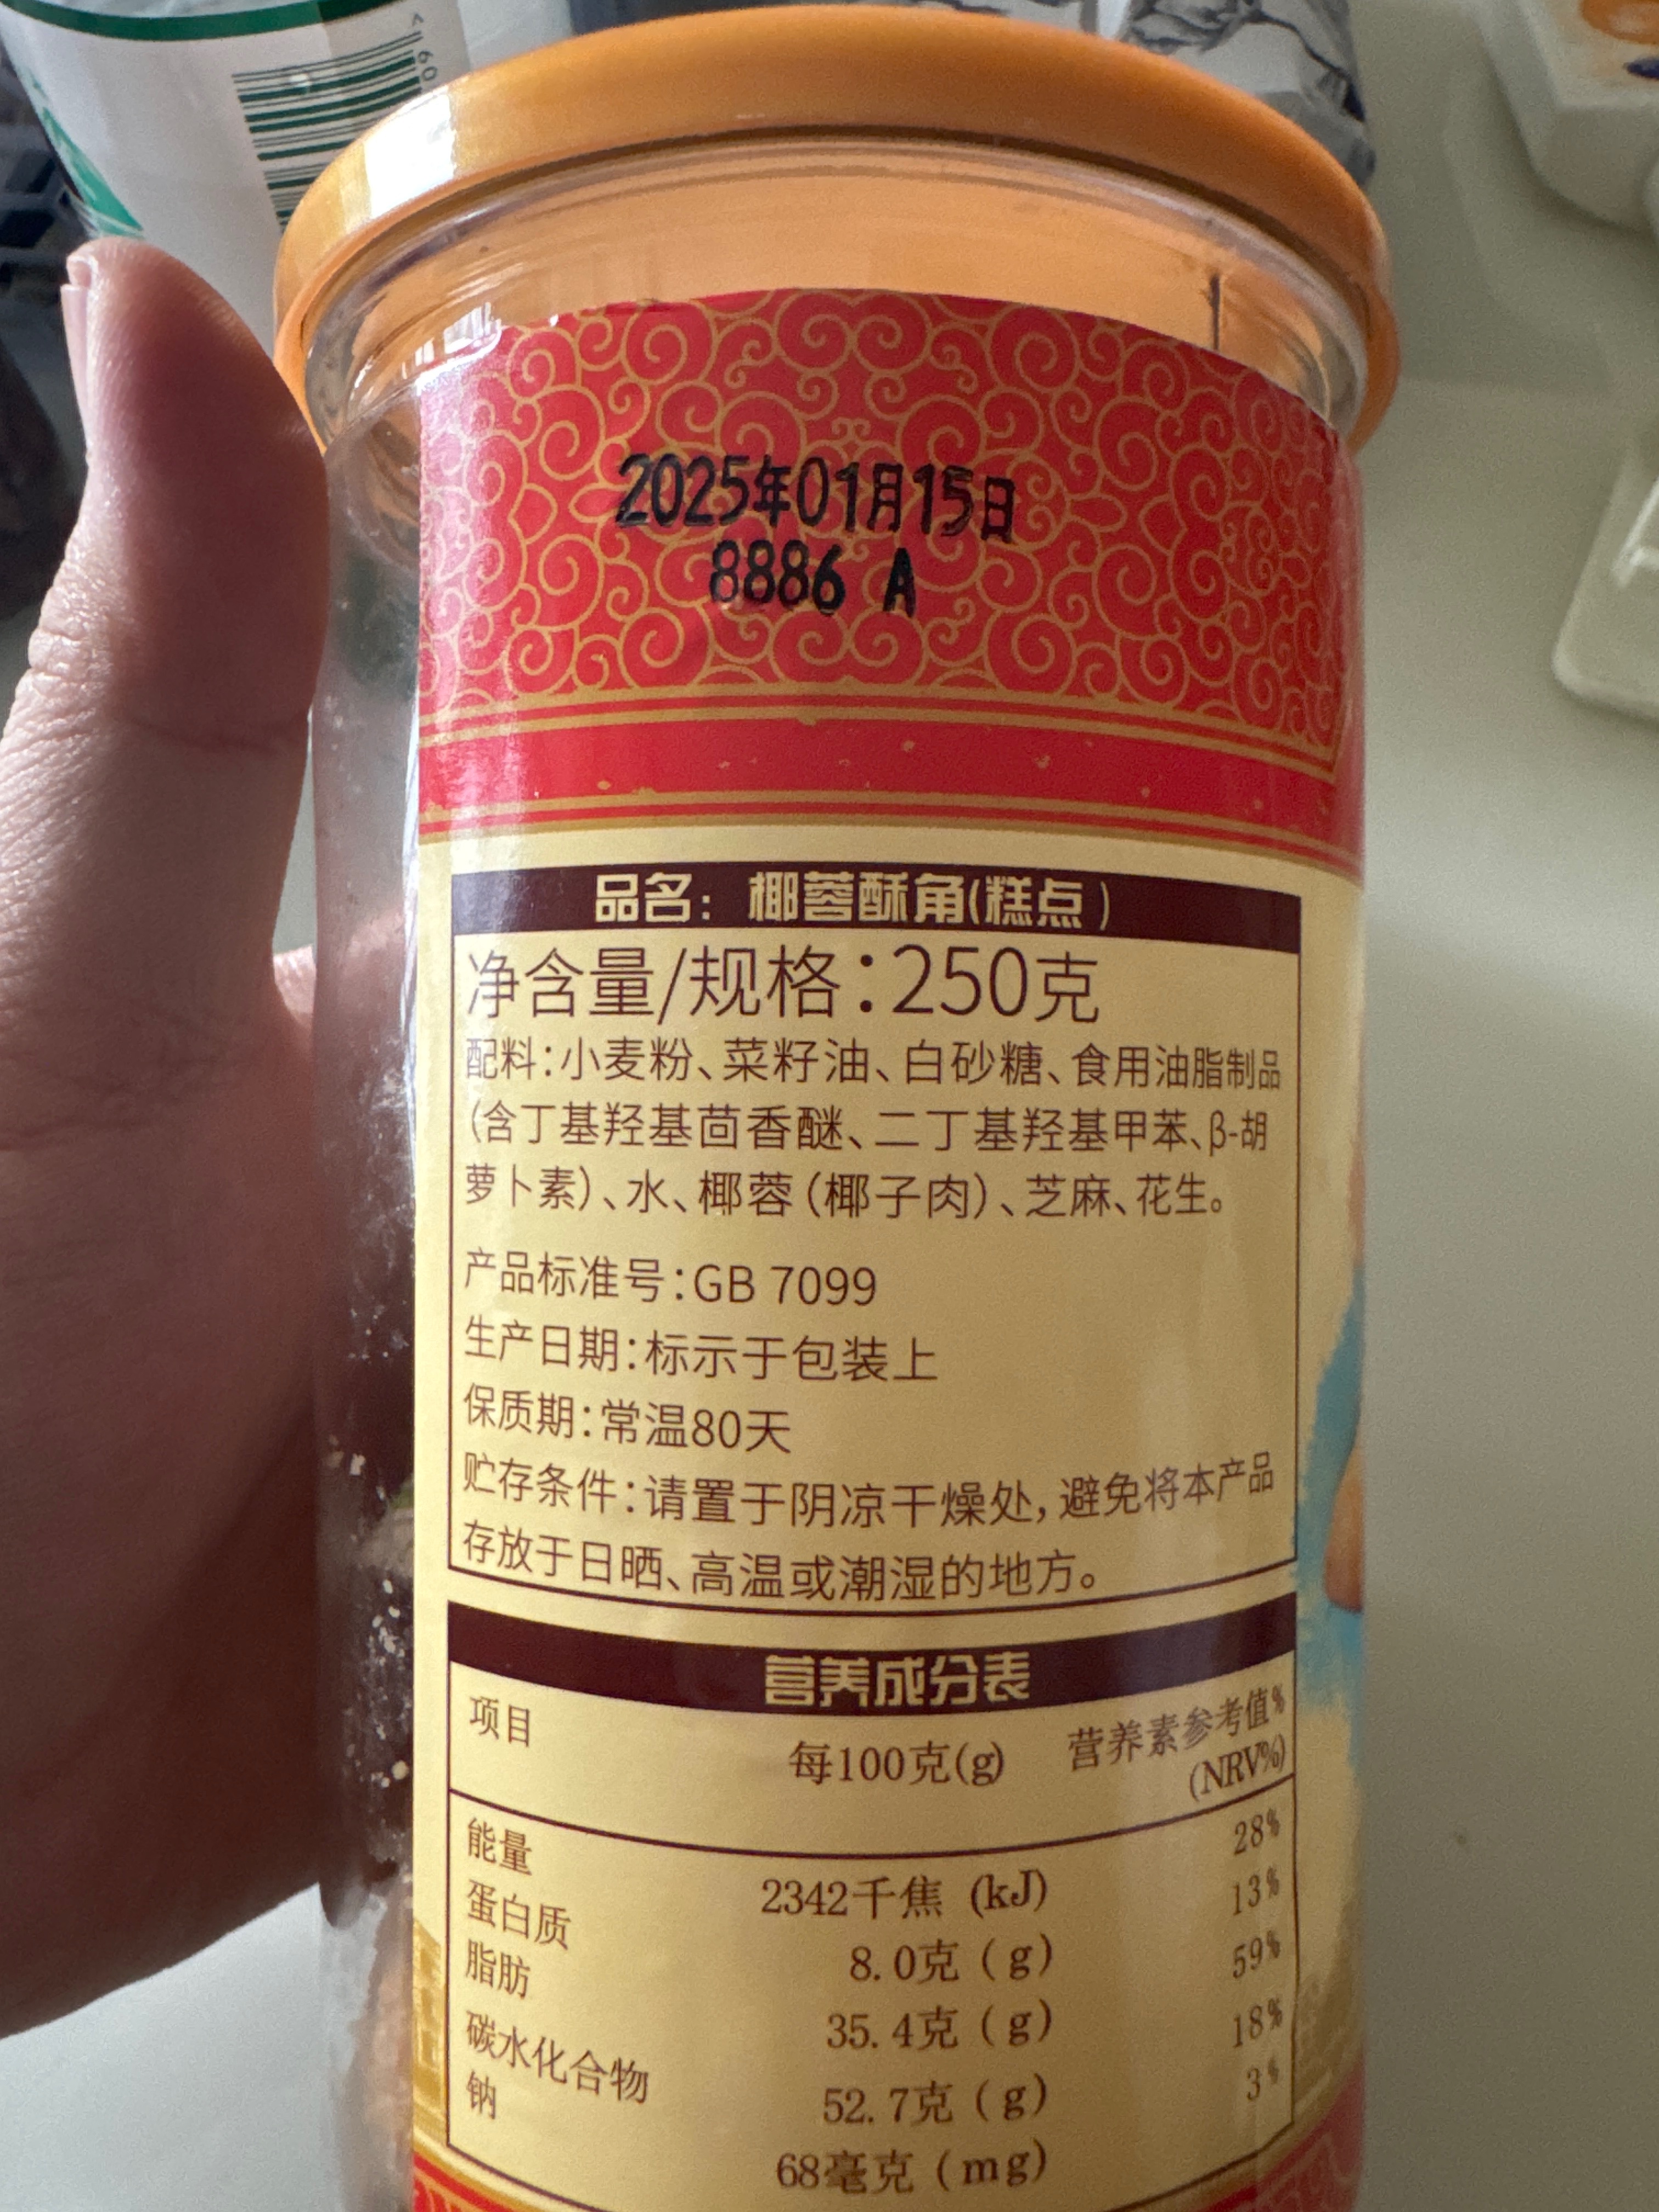 2025年01月15日
8886 A
品名：椰蓉酥角(糕点)
净含量/规格：250克
配料：小麦粉、菜籽油、白砂糖、食用油脂制品
(含丁基羟基茴香醚、二丁基羟基甲苯、β-胡
萝卜素)、水、椰蓉(椰子肉)、芝麻、花生。
产品标准号：GB 7099
生产日期：标示于包装上
保质期：常温80天
贮存条件：请置于阴凉干燥处，避免将本产品
存放于日晒、高温或潮湿的地方。
营养成分表
项目 每100克(g) 营养素参考值%
(NRV%)
能量 2342千焦 (kJ) 28%
蛋白质 8.0克 (g) 13%
脂肪 35.4克 (g) 59%
碳水化合物 52.7克 (g) 18%
钠 68毫克 (mg) 3%